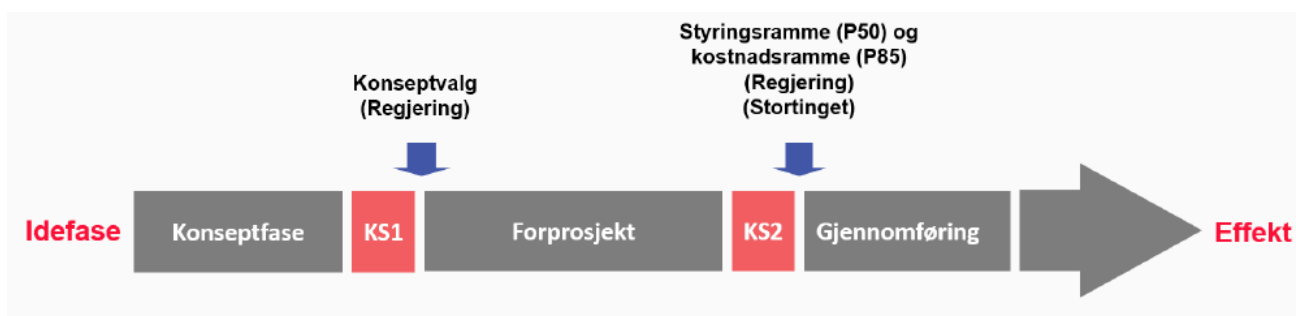 Styringsramme (P50) og
kostnadsramme (P85)
(Regjering)
(Stortinget)
Konseptvalg
(Regjering)
Idefase
Konseptfase
KS1
Forprosjekt
KS2
Gjennomføring
Effekt